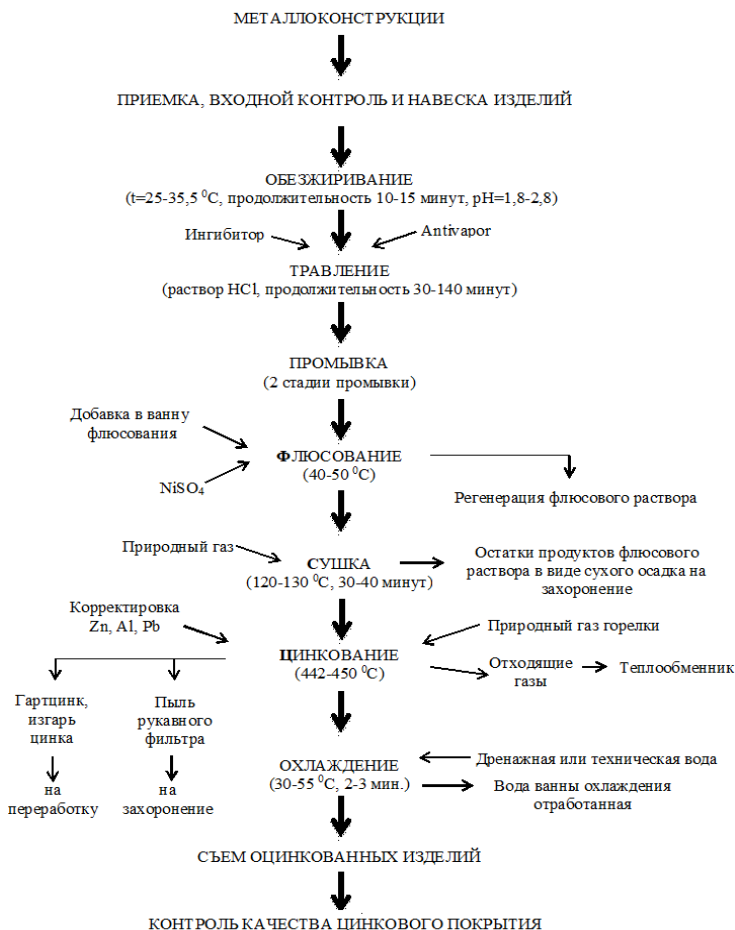 МЕТАЛЛОКОНСТРУКЦИИ
ПРИЕМКА, ВХОДНОЙ КОНТРОЛЬ И НАВЕСКА ИЗДЕЛИЙ
ОБЕЗЖИРИВАНИЕ
(t=25-35,5 ⁰С, продолжительность 10-15 минут, pH=1,8-2,8)
Ингибитор
Antivapor
ТРАВЛЕНИЕ
(раствор HCl, продолжительность 30-140 минут)
ПРОМЫВКА
(2 стадии промывки)
Добавка в ванну
флюсования
ФЛЮСОВАНИЕ
(40-50 ⁰С)
NiSO₄
Регенерация флюсового раствора
Природный газ
СУШКА
(120-130 ⁰С, 30-40 минут)
Остатки продуктов флюсового
раствора в виде сухого осадка на
захоронение
Корректировка
Zn, Al, Pb
Природный газ горелки
ЦИНКОВАНИЕ
(442-450 ⁰С)
Отходящие
газы
Теплообменник
Гартцинк,
изгарь
цинка
Пыль
рукавного
фильтра
на
переработку
на
захоронение
ОХЛАЖДЕНИЕ
(30-55 ⁰С, 2-3 мин.)
Дренажная или техническая вода
Вода ванны охлаждения
отработанная
СЪЕМ ОЦИНКОВАННЫХ ИЗДЕЛИЙ
КОНТРОЛЬ КАЧЕСТВА ЦИНКОВОГО ПОКРЫТИЯ